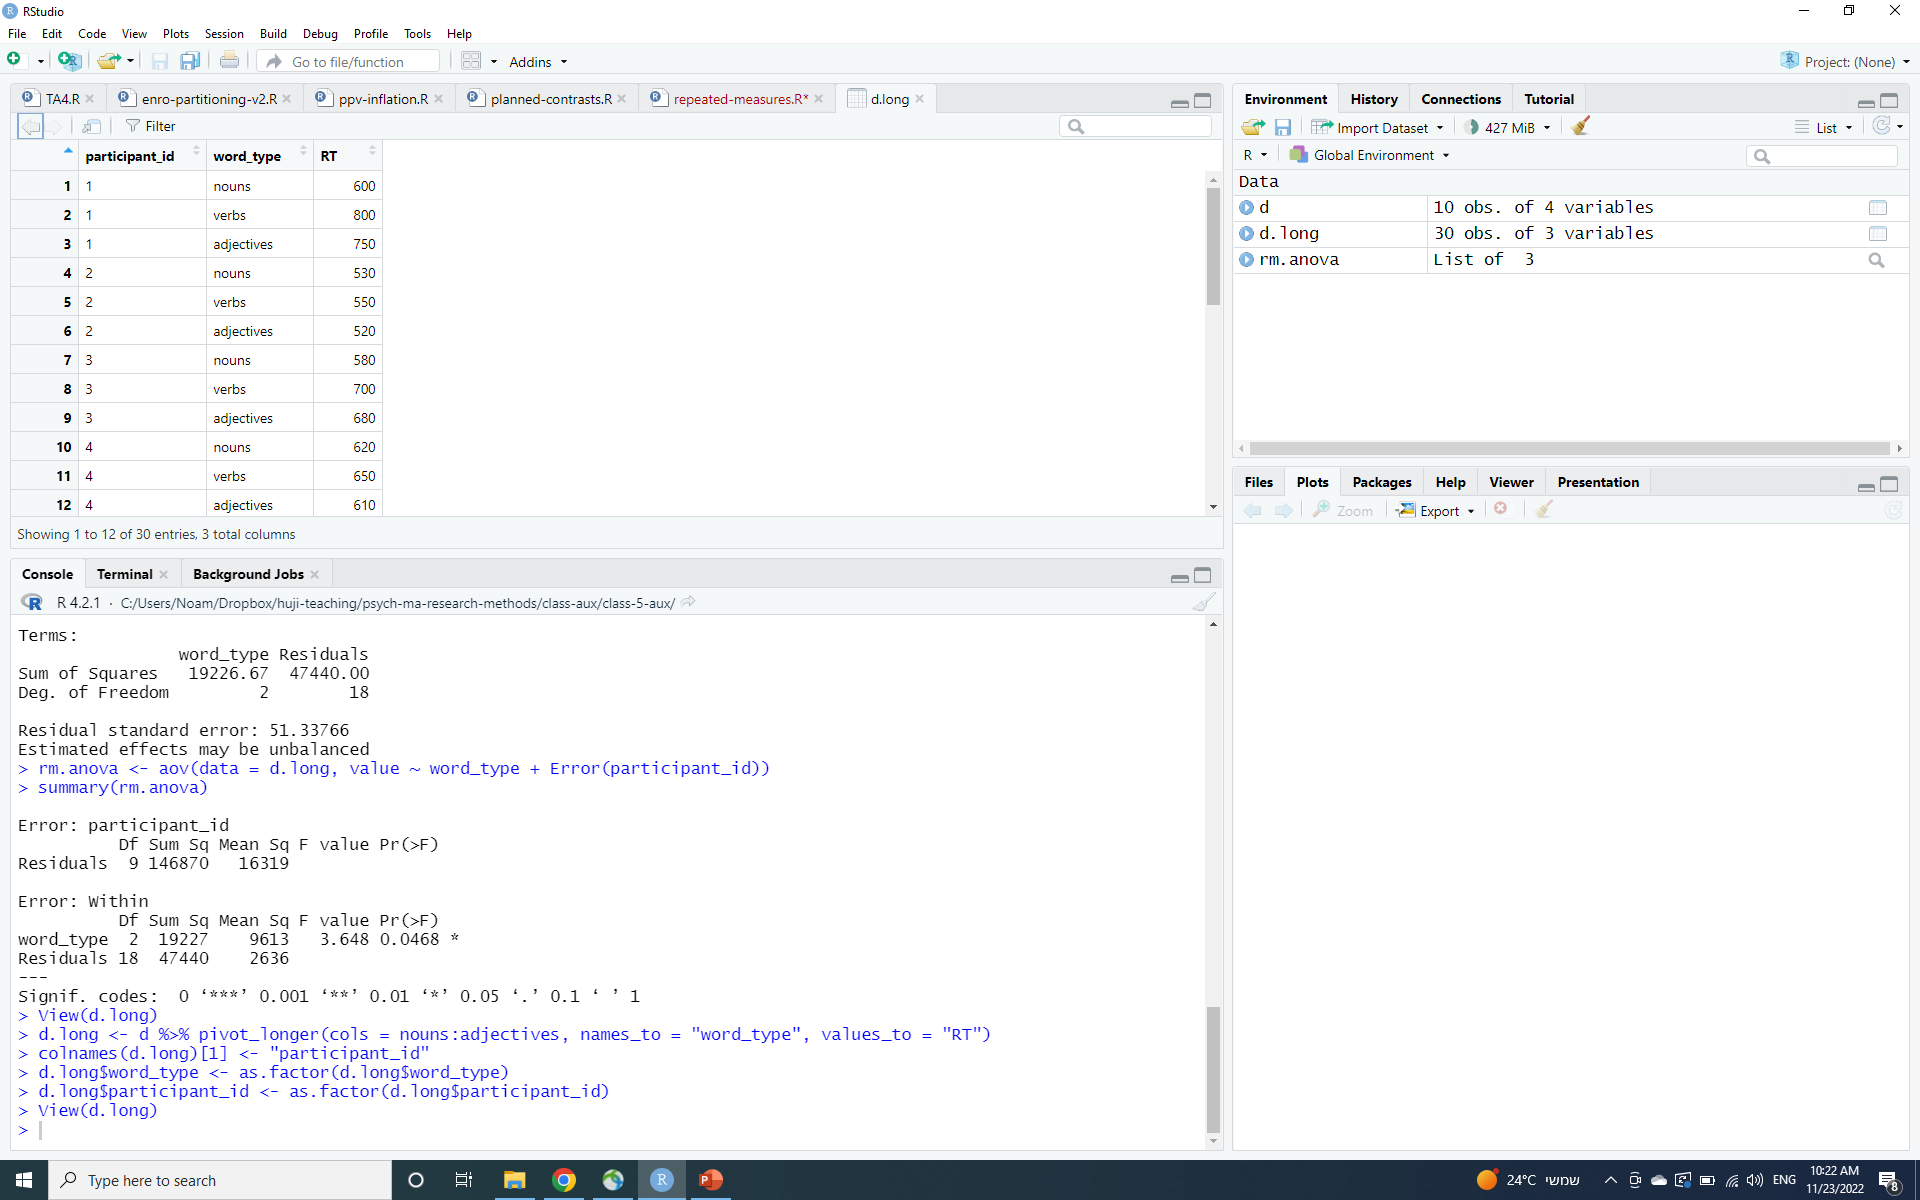 RStudio
File Edit Code View Plots Session Build Debug Profile Tools Help
Go to file/function Addins Project: (None)
TA4.R enro-partitioning-v2.R ppv-inflation.R planned-contrasts.R repeated-measures.R* d.long
Filter
participant_id word_type RT
1 1 nouns 600
2 1 verbs 800
3 1 adjectives 750
4 2 nouns 530
5 2 verbs 550
6 2 adjectives 520
7 3 nouns 580
8 3 verbs 700
9 3 adjectives 680
10 4 nouns 620
11 4 verbs 650
12 4 adjectives 610
Showing 1 to 12 of 30 entries, 3 total columns
Console Terminal Background Jobs
R 4.2.1 · C:/Users/Noam/Dropbox/huji-teaching/psych-ma-research-methods/class-aux/class-5-aux/
Terms:
word_type Residuals
Sum of Squares 19226.67 47440.00
Deg. of Freedom 2 18
Residual standard error: 51.33766
Estimated effects may be unbalanced
> rm.anova <- aov(data = d.long, value ~ word_type + Error(participant_id))
> summary(rm.anova)
Error: participant_id
Df Sum Sq Mean Sq F value Pr(>F)
Residuals 9 146870 16319
Error: Within
Df Sum Sq Mean Sq F value Pr(>F)
word_type 2 19227 9613 3.648 0.0468 *
Residuals 18 47440 2636
---
Signif. codes: 0 ‘***’ 0.001 ‘**’ 0.01 ‘*’ 0.05 ‘.’ 0.1 ‘ ’ 1
> View(d.long)
> d.long <- d %>% pivot_longer(cols = nouns:adjectives, names_to = "word_type", values_to = "RT")
> colnames(d.long)[1] <- "participant_id"
> d.long$word_type <- as.factor(d.long$word_type)
> d.long$participant_id <- as.factor(d.long$participant_id)
> View(d.long)
>
Environment History Connections Tutorial
Import Dataset 427 MiB List
R Global Environment
Data
d 10 obs. of 4 variables
d.long 30 obs. of 3 variables
rm.anova List of 3
Files Plots Packages Help Viewer Presentation
Zoom Export
Type here to search
24°C שמשי ENG 10:22 AM
11/23/2022 8